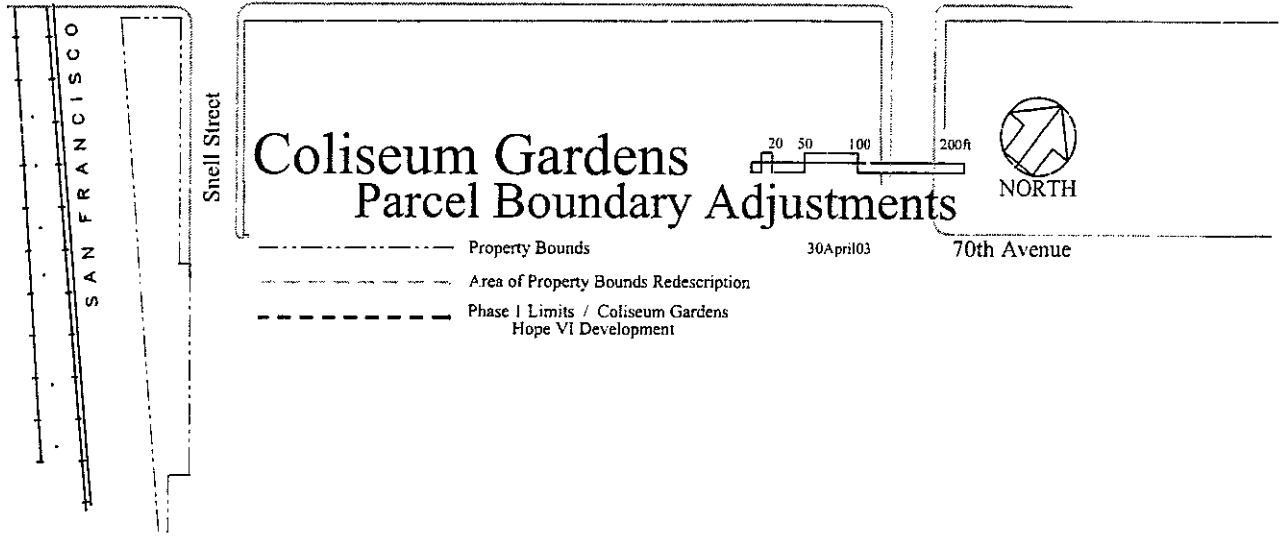 SAN FRANCISCO
Snell Street
Coliseum Gardens
Parcel Boundary Adjustments
20 50 100 200ft
NORTH
Property Bounds
30April03
70th Avenue
Area of Property Bounds Redescription
Phase 1 Limits / Coliseum Gardens
Hope VI Development